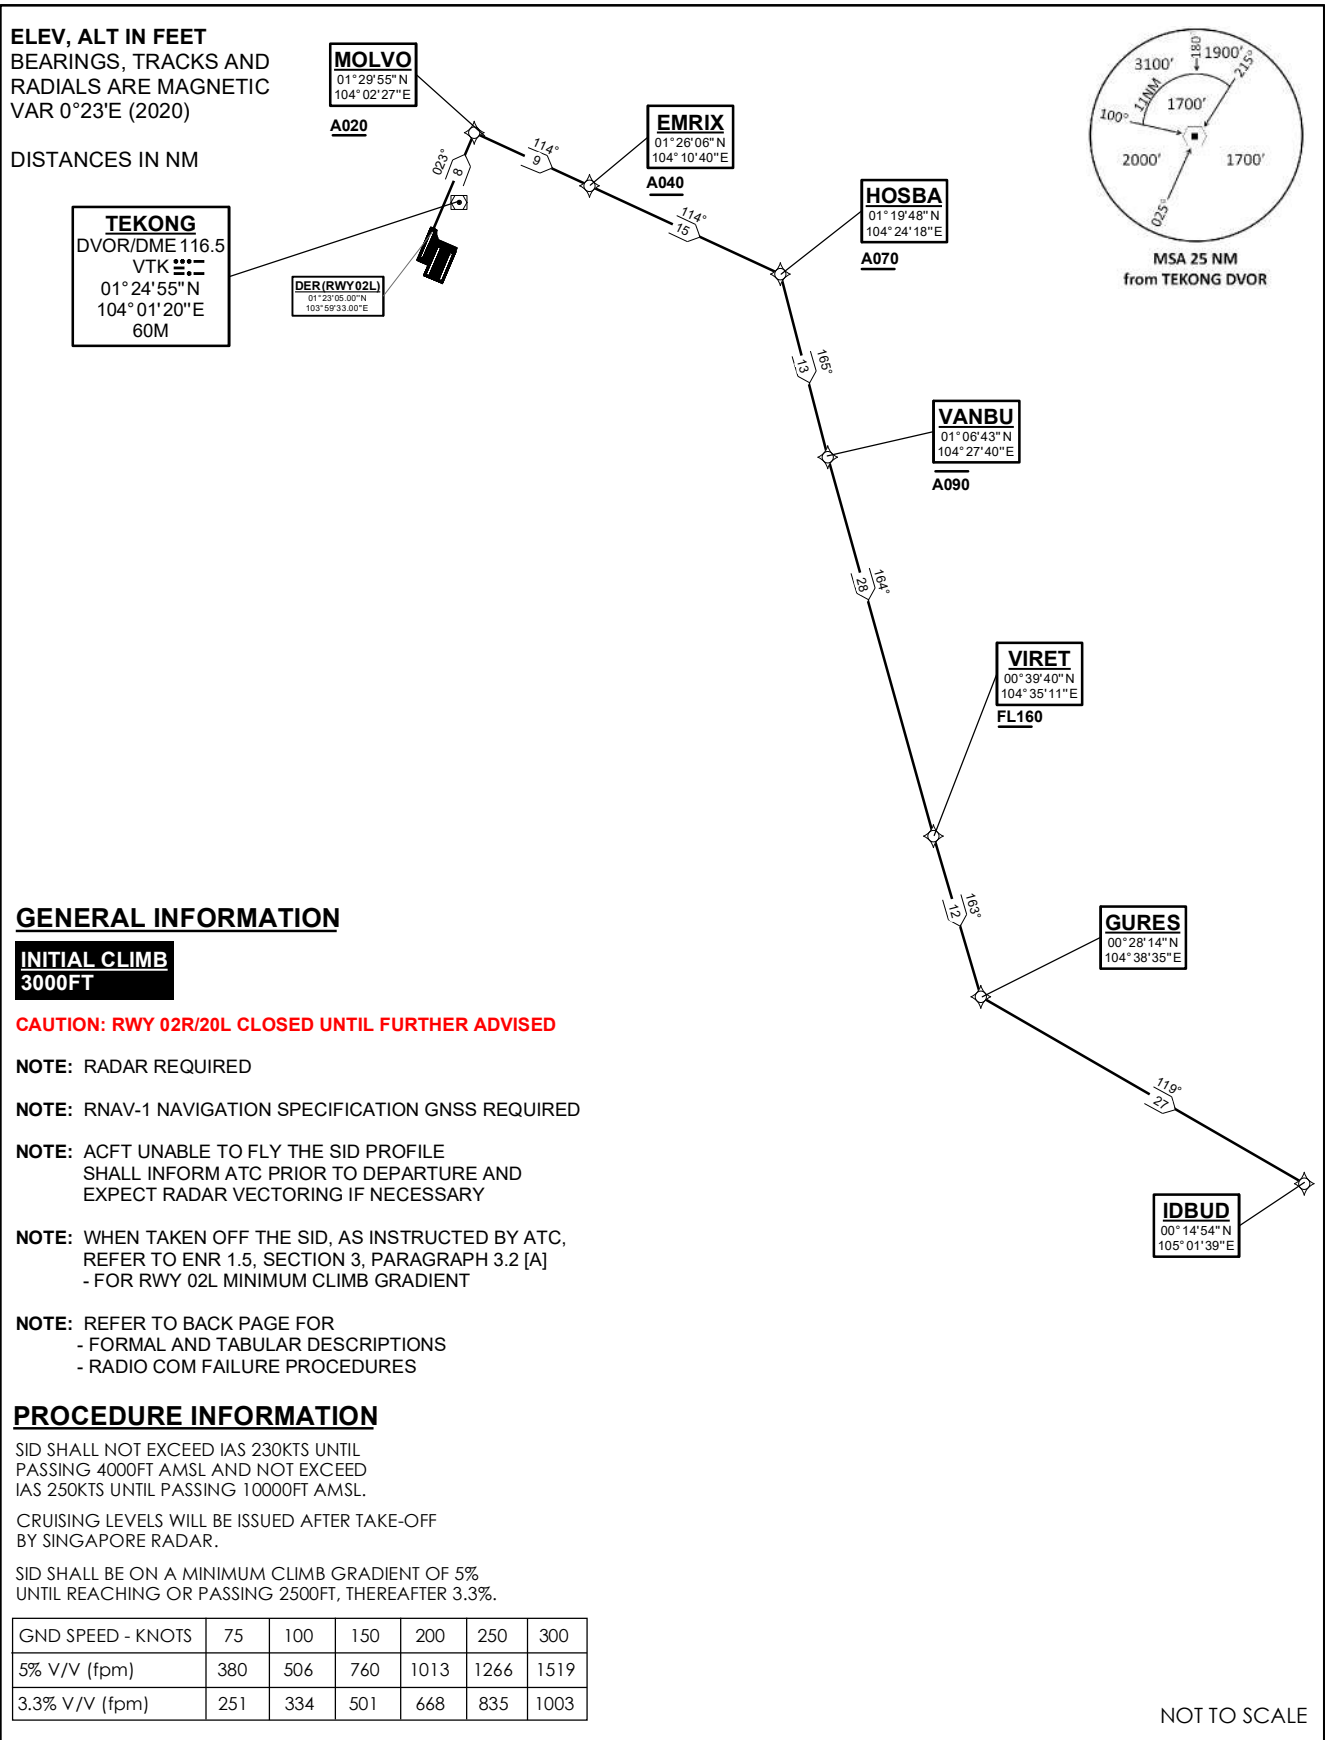 ELEV, ALT IN FEET
BEARINGS, TRACKS AND
RADIALS ARE MAGNETIC
VAR 0°23'E (2020)
DISTANCES IN NM
MOLVO
01°29'55"N
104°02'27"E
A020
EMRIX
01°26'06"N
104°10'40"E
A040
HOSBA
01°19'48"N
104°24'18"E
A070
3100'
180°
1900'
215°
11NM
1700'
100°
2000'
1700'
025°
MSA 25 NM
from TEKONG DVOR
023°
8
114°
9
114°
15
TEKONG
DVOR/DME 116.5
VTK
01°24'55"N
104°01'20"E
60M
DER(RWY02L)
01°23'05.00"N
103°59'33.00"E
165°
13
VANBU
01°06'43"N
104°27'40"E
A090
164°
28
VIRET
00°39'40"N
104°35'11"E
FL160
163°
12
GURES
00°28'14"N
104°38'35"E
119°
27
IDBUD
00°14'54"N
105°01'39"E
GENERAL INFORMATION
INITIAL CLIMB
3000FT
CAUTION: RWY 02R/20L CLOSED UNTIL FURTHER ADVISED
NOTE: RADAR REQUIRED
NOTE: RNAV-1 NAVIGATION SPECIFICATION GNSS REQUIRED
NOTE: ACFT UNABLE TO FLY THE SID PROFILE
SHALL INFORM ATC PRIOR TO DEPARTURE AND
EXPECT RADAR VECTORING IF NECESSARY
NOTE: WHEN TAKEN OFF THE SID, AS INSTRUCTED BY ATC,
REFER TO ENR 1.5, SECTION 3, PARAGRAPH 3.2 [A]
- FOR RWY 02L MINIMUM CLIMB GRADIENT
NOTE: REFER TO BACK PAGE FOR
- FORMAL AND TABULAR DESCRIPTIONS
- RADIO COM FAILURE PROCEDURES
PROCEDURE INFORMATION
SID SHALL NOT EXCEED IAS 230KTS UNTIL
PASSING 4000FT AMSL AND NOT EXCEED
IAS 250KTS UNTIL PASSING 10000FT AMSL.
CRUISING LEVELS WILL BE ISSUED AFTER TAKE-OFF
BY SINGAPORE RADAR.
SID SHALL BE ON A MINIMUM CLIMB GRADIENT OF 5%
UNTIL REACHING OR PASSING 2500FT, THEREAFTER 3.3%.
GND SPEED - KNOTS 75 100 150 200 250 300
5% V/V (fpm) 380 506 760 1013 1266 1519
3.3% V/V (fpm) 251 334 501 668 835 1003
NOT TO SCALE